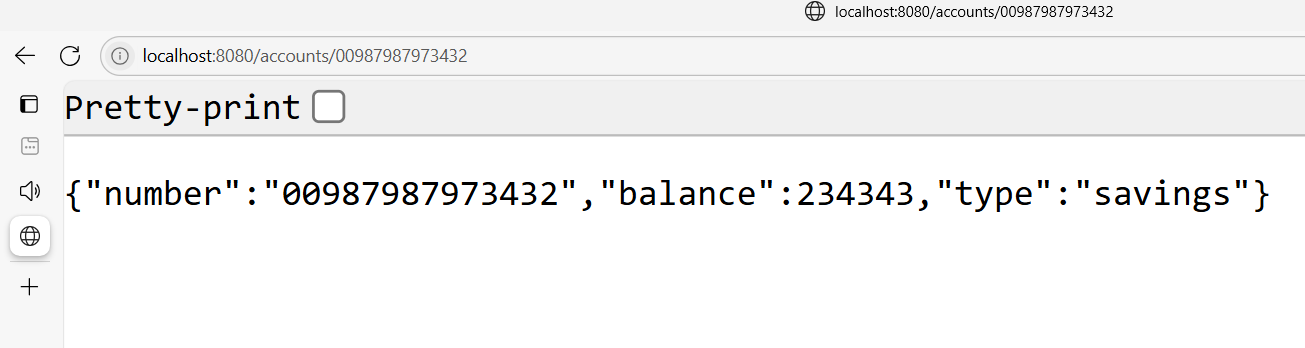 localhost:8080/accounts/00987987973432
localhost:8080/accounts/00987987973432
Pretty-print
{"number":"00987987973432","balance":234343,"type":"savings"}